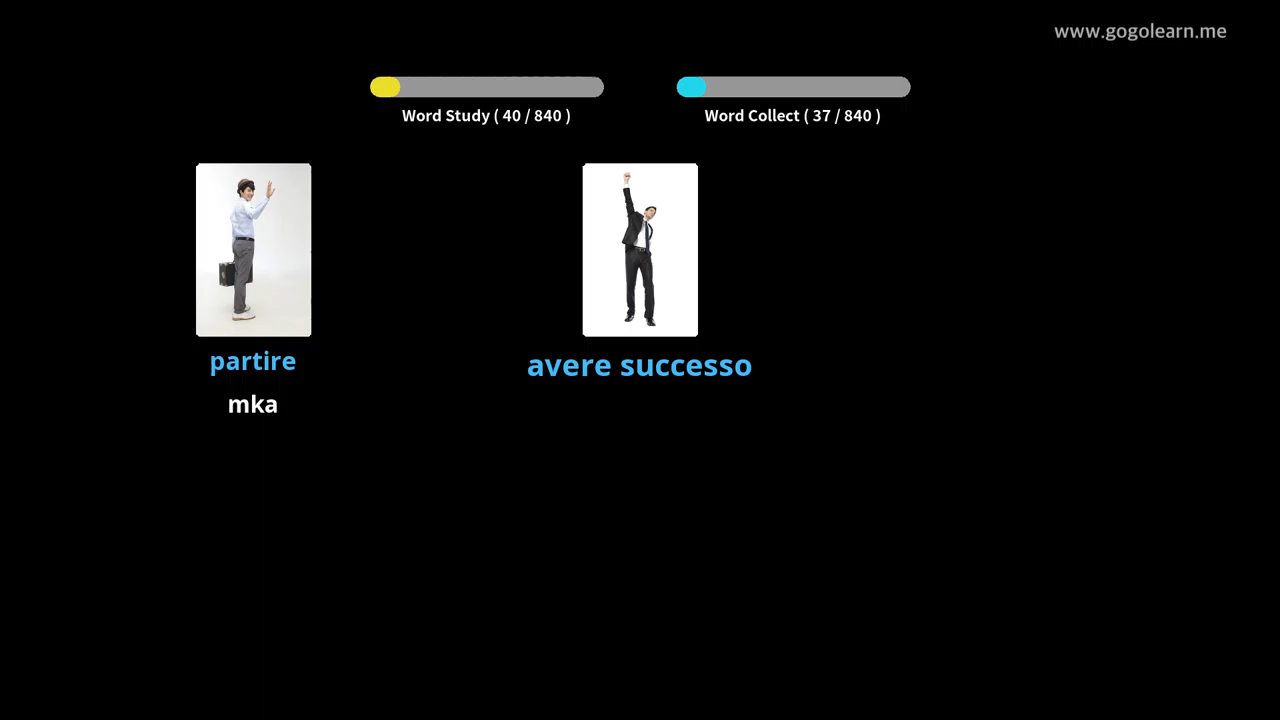 www.gogolearn.me
Word Study ( 40 / 840 )
Word Collect ( 37 / 840 )
partire
mka
avere successo